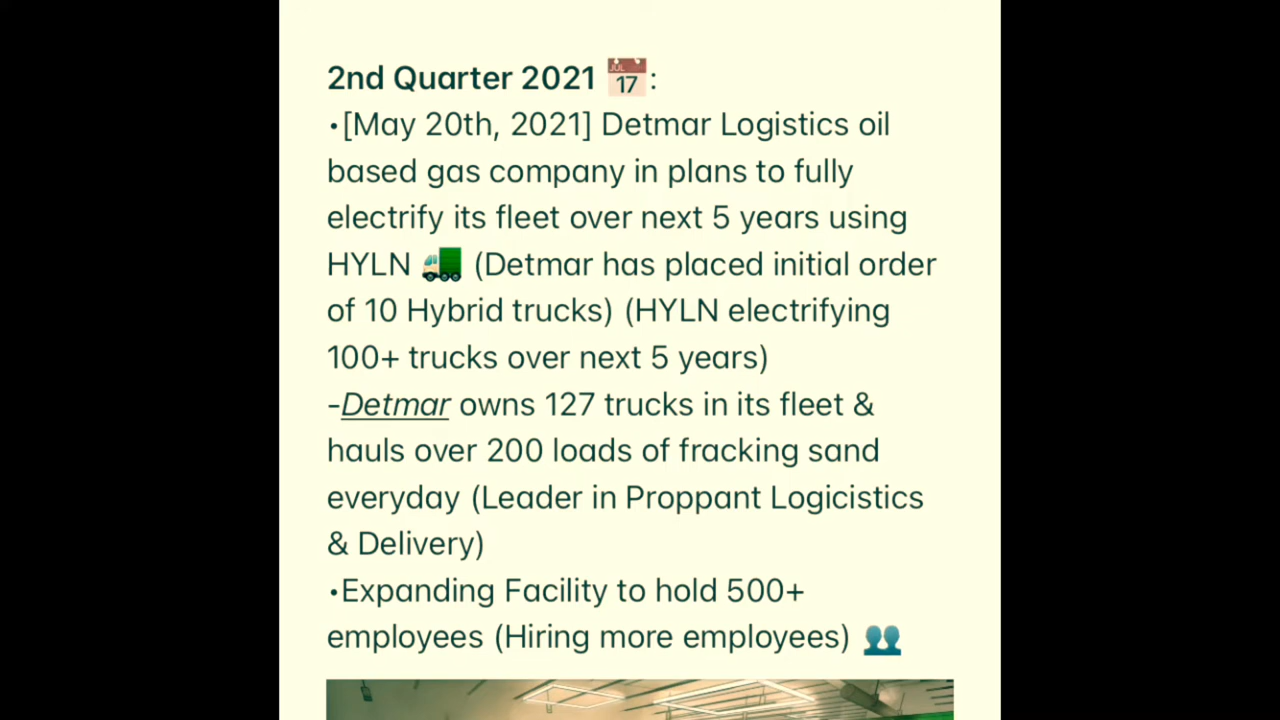 2nd Quarter 2021 📅:
•[May 20th, 2021] Detmar Logistics oil
based gas company in plans to fully
electrify its fleet over next 5 years using
HYLN 🚛 (Detmar has placed initial order
of 10 Hybrid trucks) (HYLN electrifying
100+ trucks over next 5 years)
-Detmar owns 127 trucks in its fleet &
hauls over 200 loads of fracking sand
everyday (Leader in Proppant Logicistics
& Delivery)
•Expanding Facility to hold 500+
employees (Hiring more employees) 👥